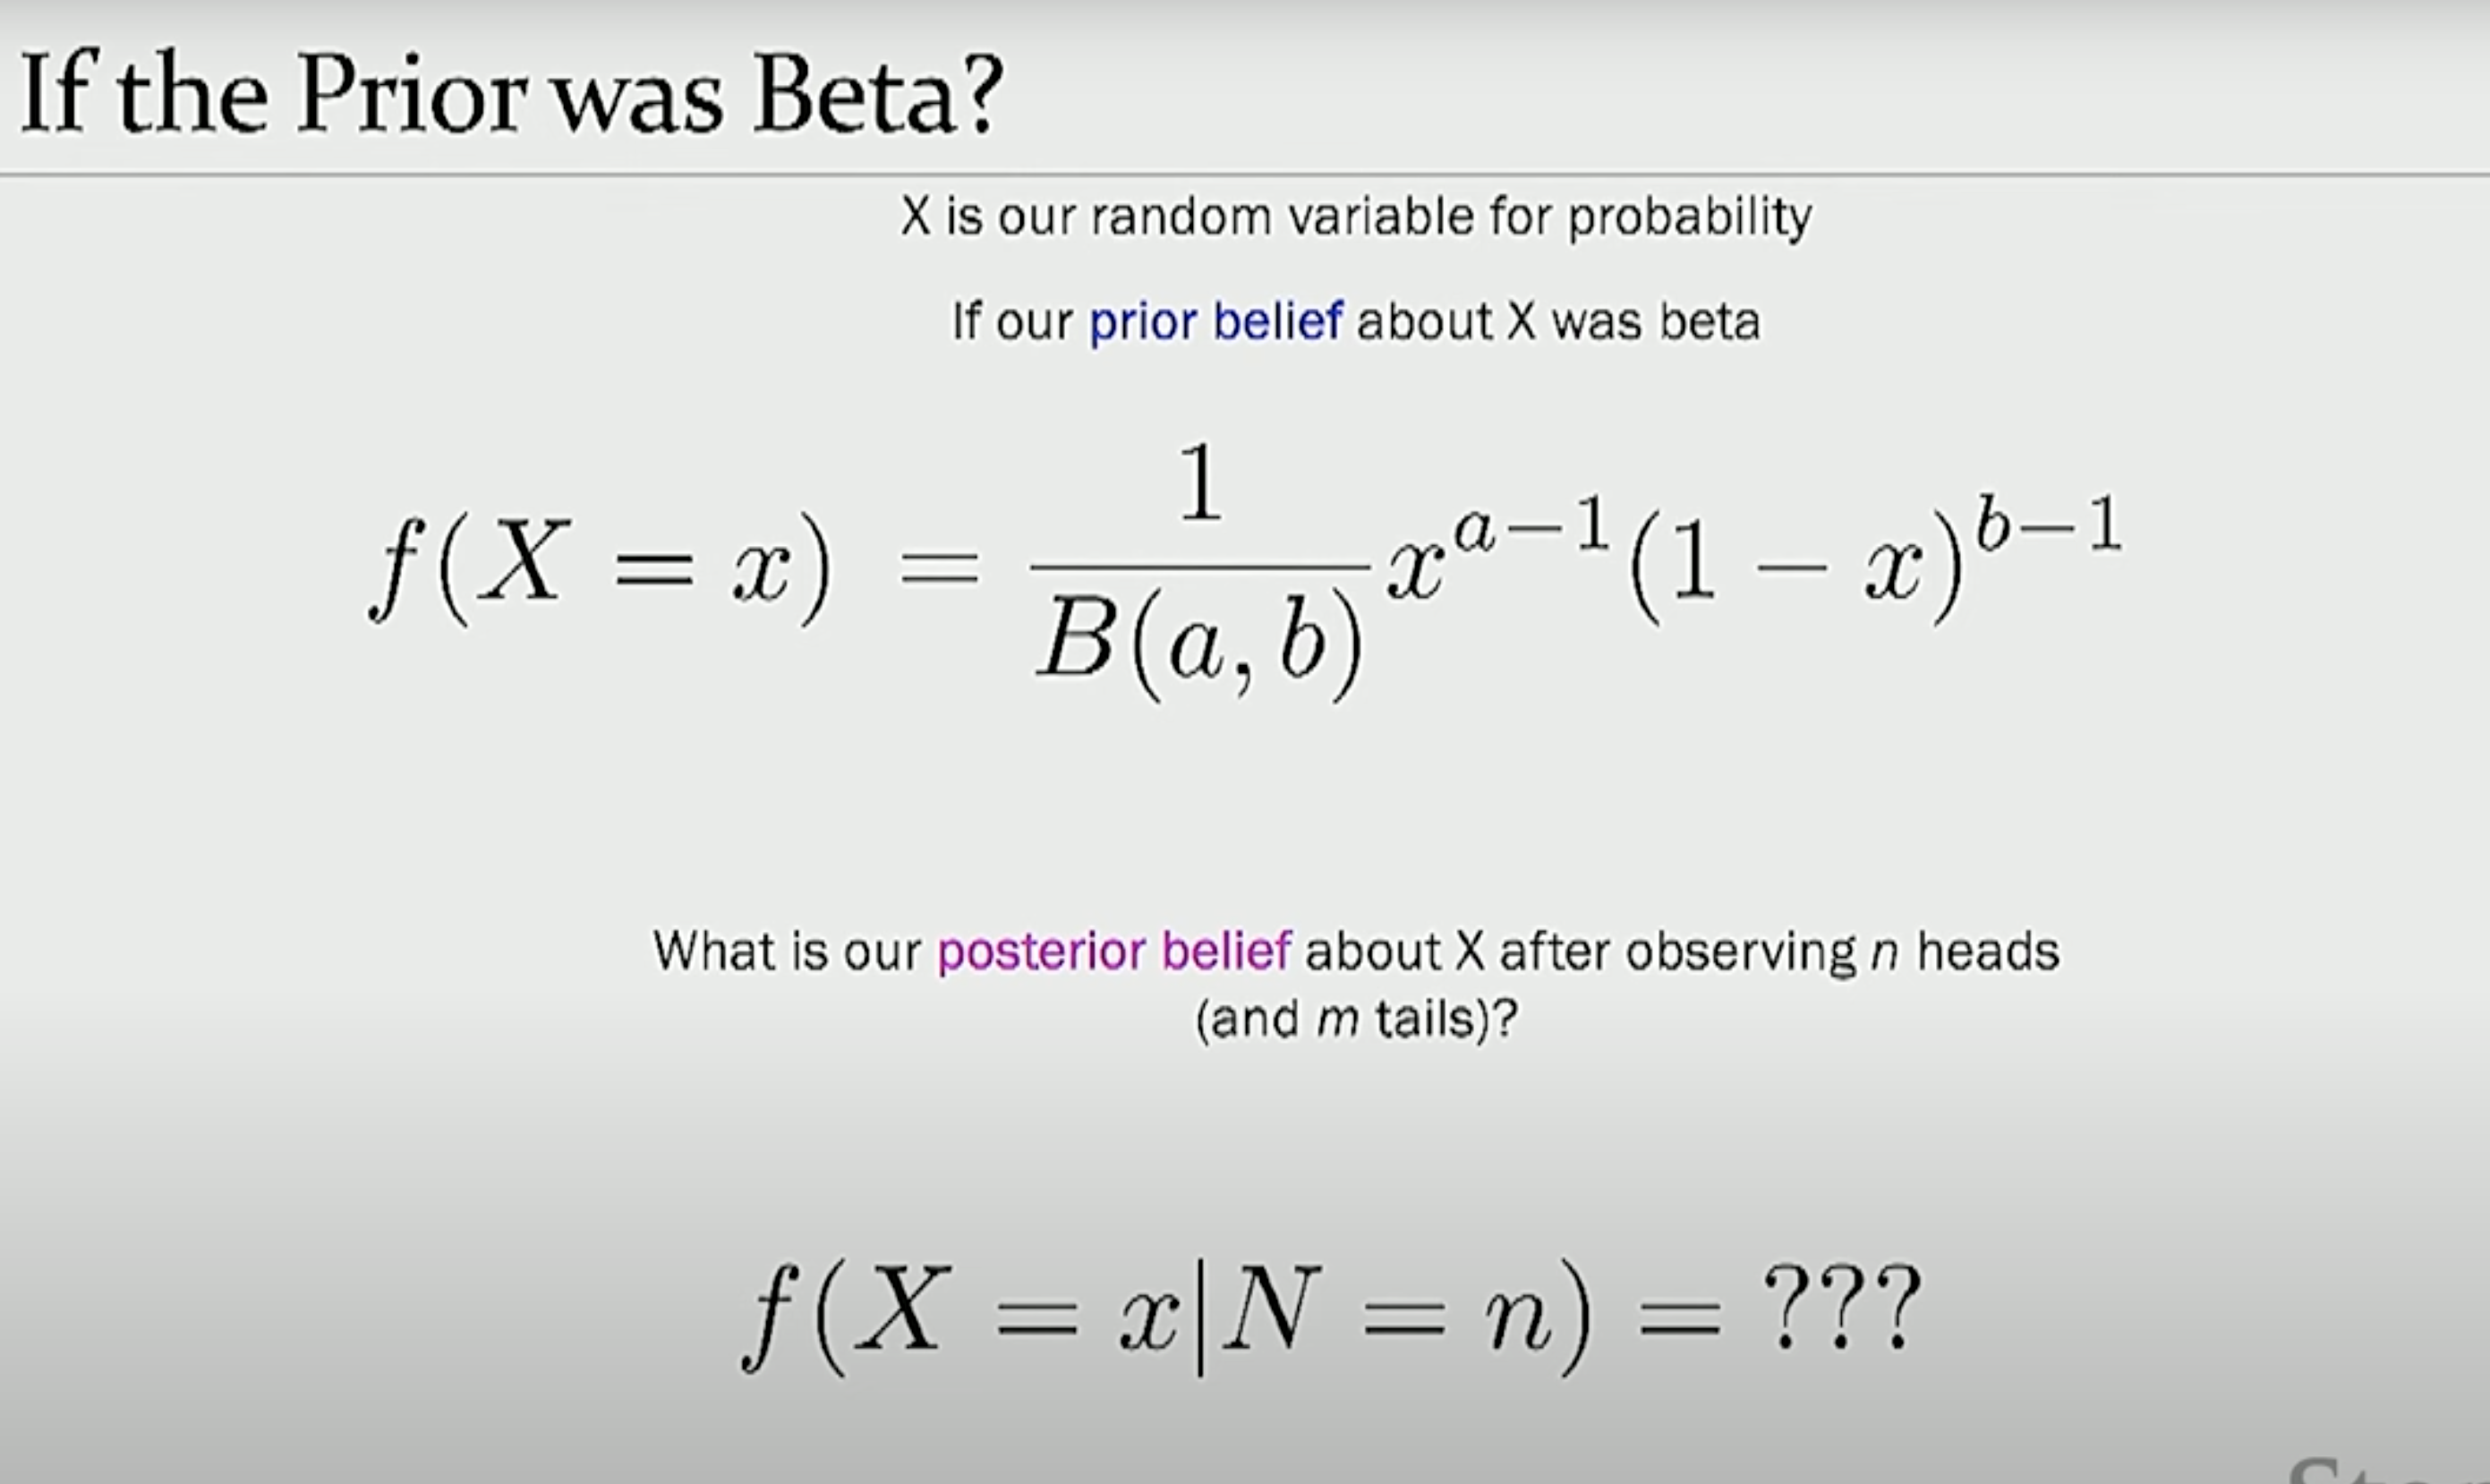 If the Prior was Beta?
X is our random variable for probability
If our prior belief about X was beta
f(X = x) = \frac{1}{B(a, b)} x^{a-1}(1 - x)^{b-1}
What is our posterior belief about X after observing n heads
(and m tails)?
f(X = x|N = n) = ???